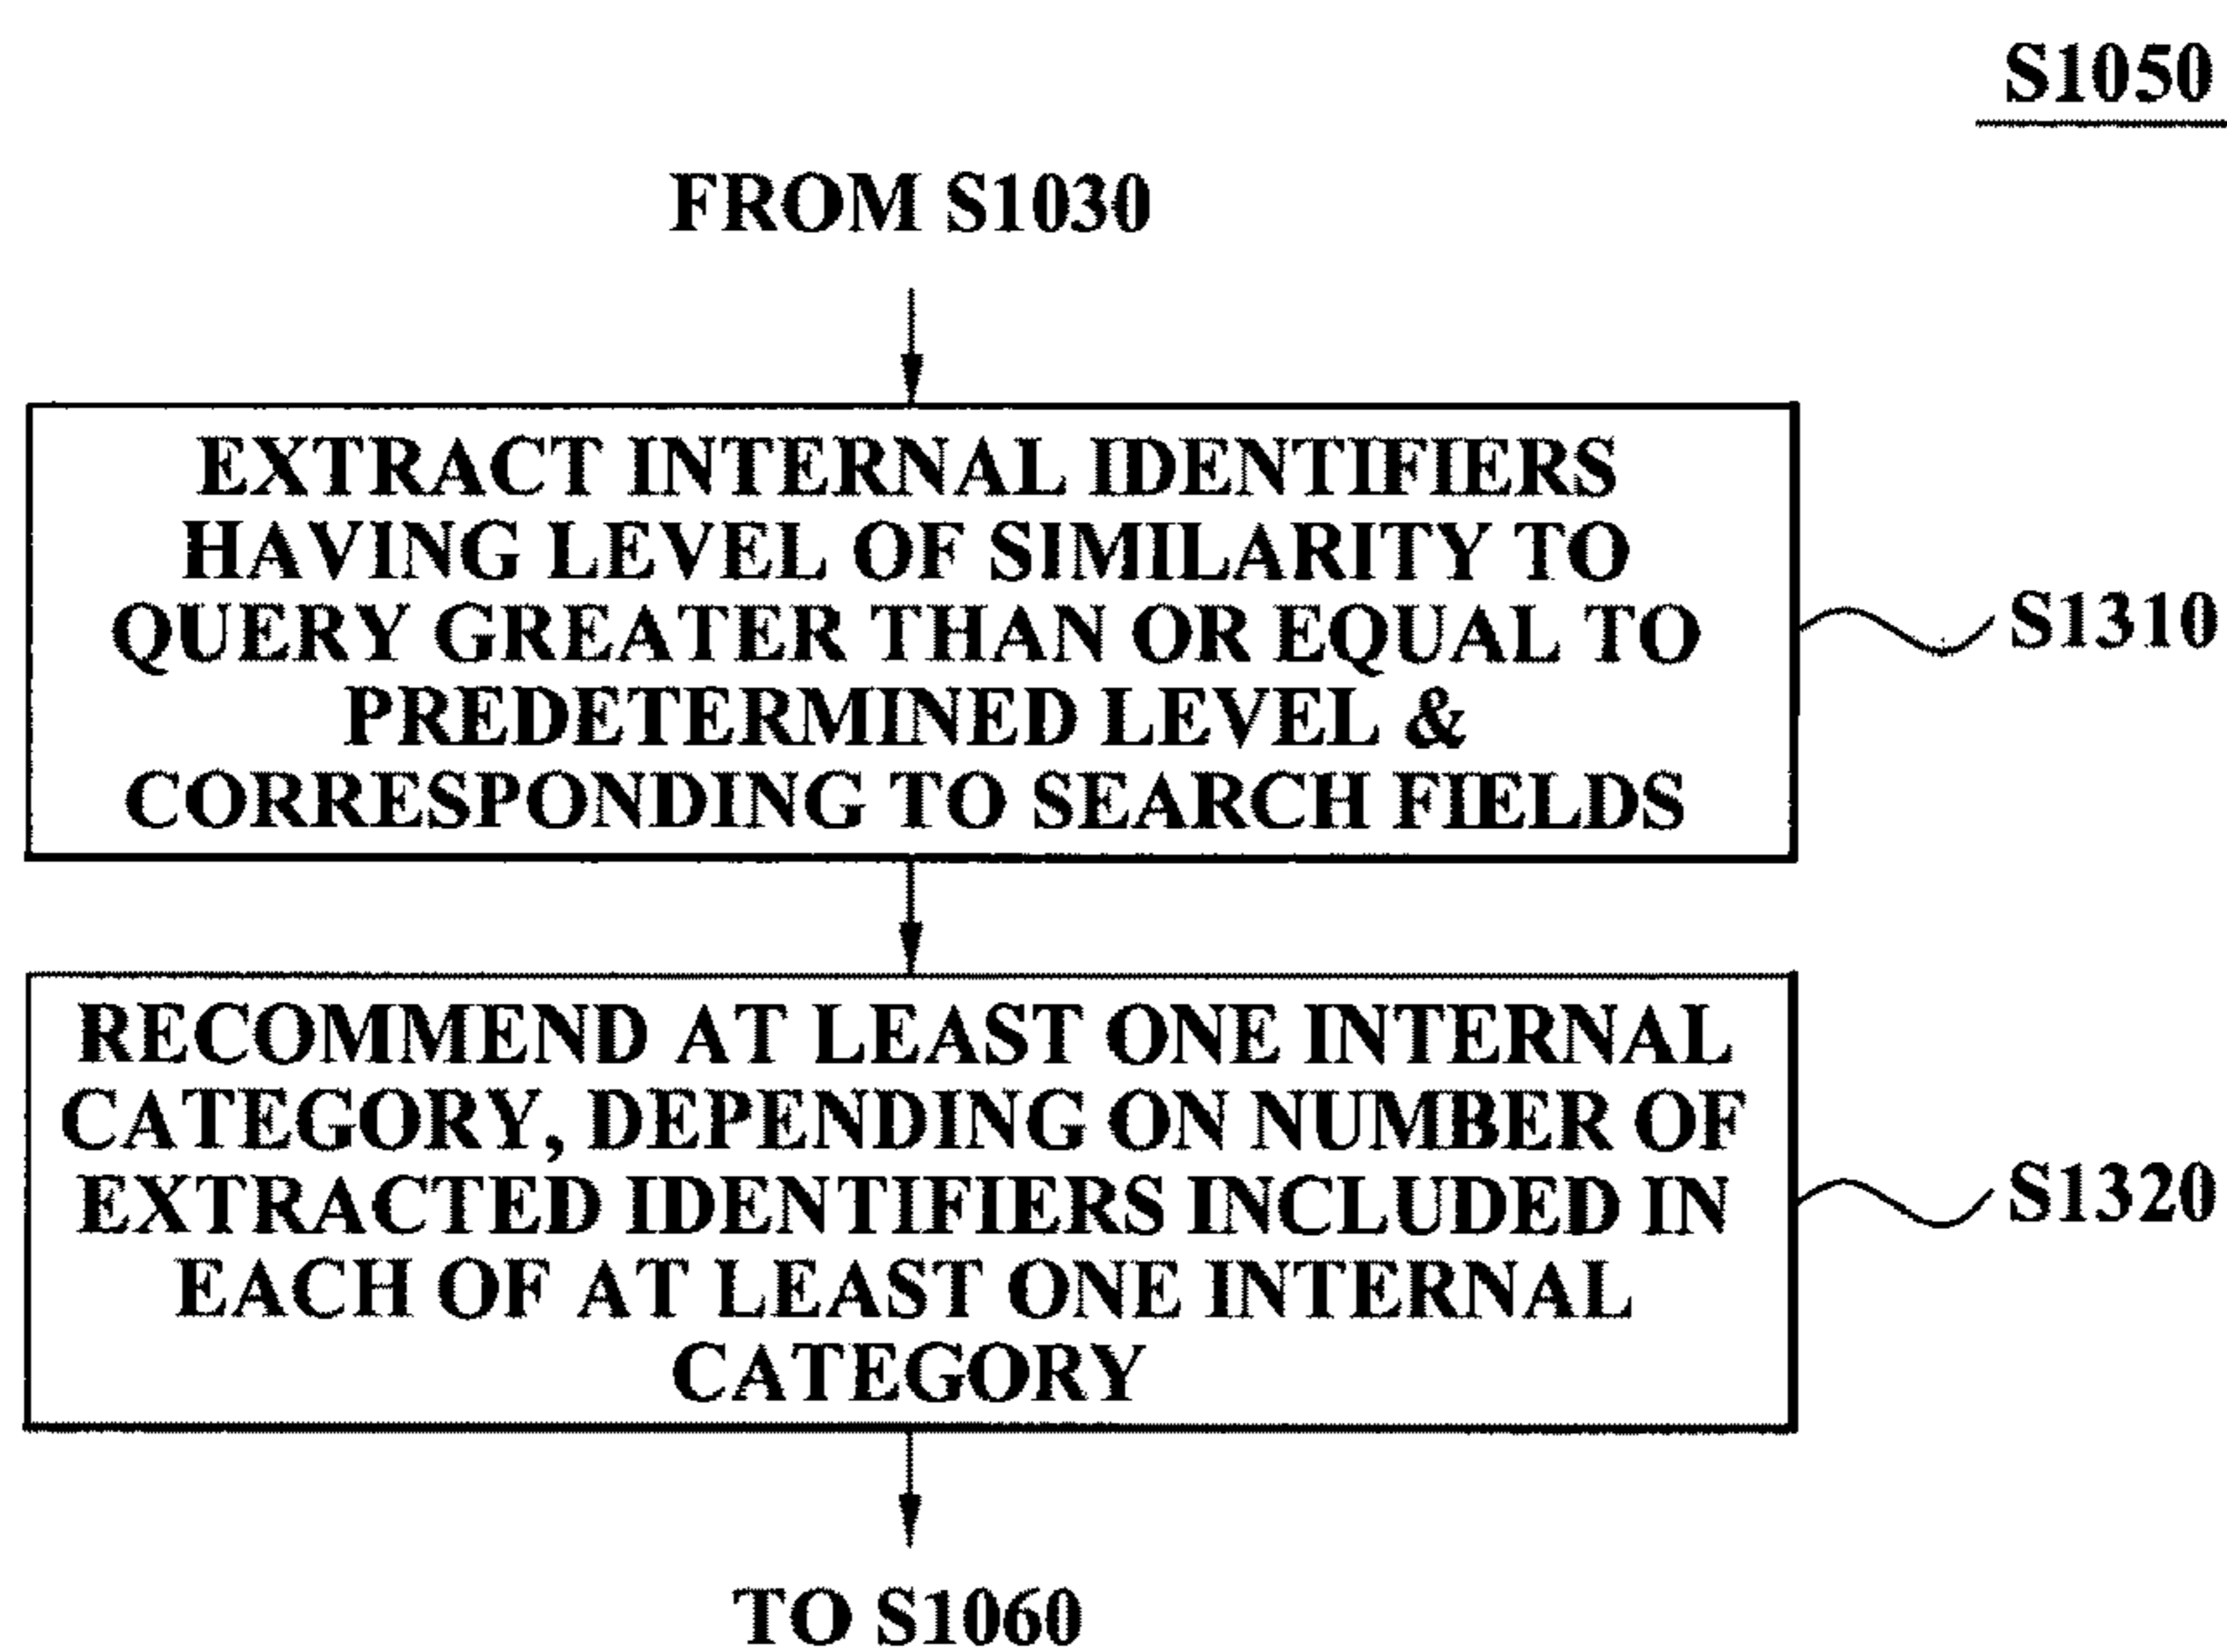 S1050
FROM S1030
EXTRACT INTERNAL IDENTIFIERS
HAVING LEVEL OF SIMILARITY TO
QUERY GREATER THAN OR EQUAL TO
PREDETERMINED LEVEL &
CORRESPONDING TO SEARCH FIELDS
S1310
RECOMMEND AT LEAST ONE INTERNAL
CATEGORY, DEPENDING ON NUMBER OF
EXTRACTED IDENTIFIERS INCLUDED IN
EACH OF AT LEAST ONE INTERNAL
CATEGORY
S1320
TO S1060